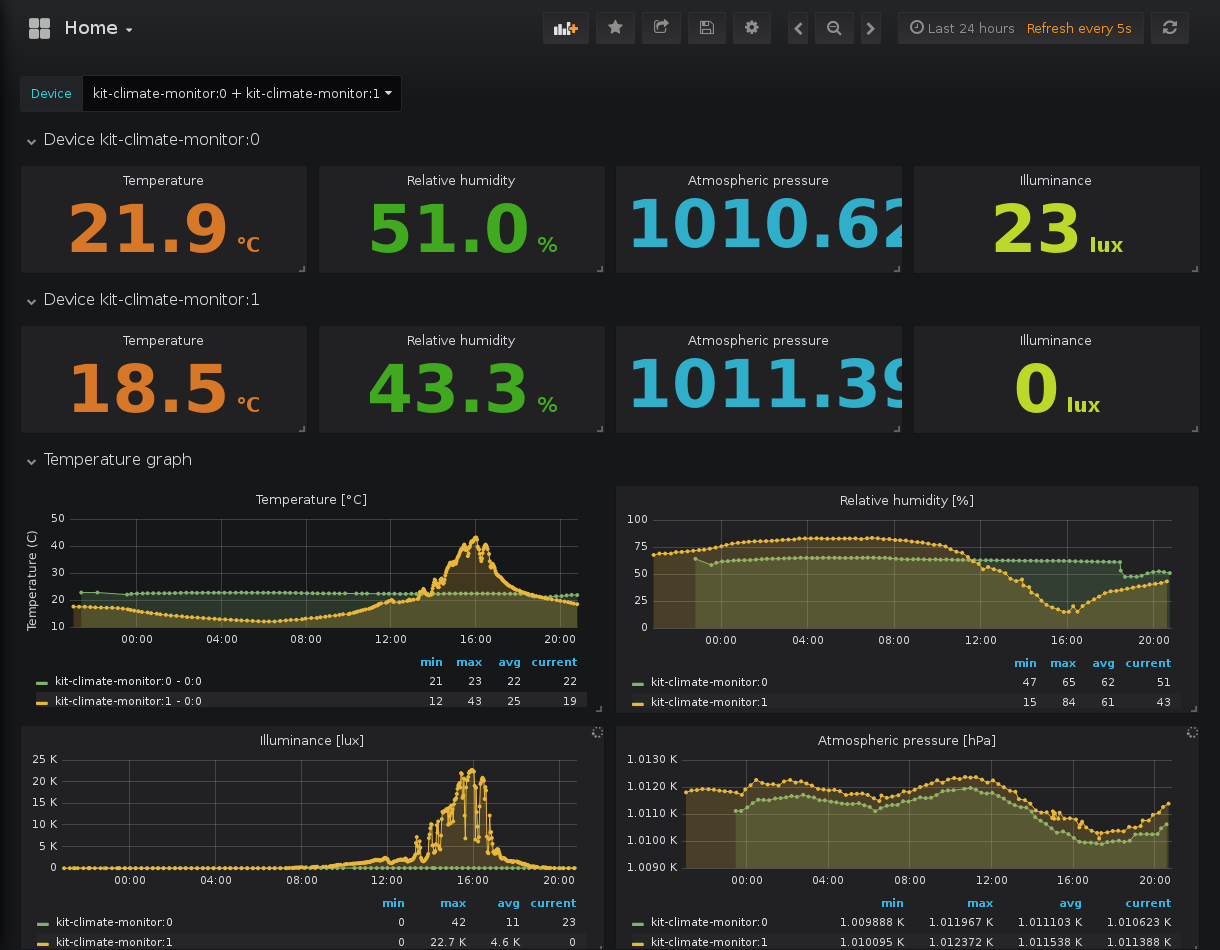 Home
Last 24 hours Refresh every 5s
Device kit-climate-monitor:0 + kit-climate-monitor:1
Device kit-climate-monitor:0
Temperature Relative humidity Atmospheric pressure Illuminance
21.9 °C 51.0 % 1010.62 23 lux
Device kit-climate-monitor:1
Temperature Relative humidity Atmospheric pressure Illuminance
18.5 °C 43.3 % 1011.39 0 lux
Temperature graph
Temperature [°C]
Temperature (C)
50
40
30
20
10
00:00 04:00 08:00 12:00 16:00 20:00
min max avg current
kit-climate-monitor:0 - 0:0 21 23 22 22
kit-climate-monitor:1 - 0:0 12 43 25 19
Relative humidity [%]
100
75
50
25
0
00:00 04:00 08:00 12:00 16:00 20:00
min max avg current
kit-climate-monitor:0 47 65 62 51
kit-climate-monitor:1 15 84 61 43
Illuminance [lux]
25 K
20 K
15 K
10 K
5 K
0
00:00 04:00 08:00 12:00 16:00 20:00
min max avg current
kit-climate-monitor:0 0 42 11 23
kit-climate-monitor:1 0 22.7 K 4.6 K 0
Atmospheric pressure [hPa]
1.0130 K
1.0120 K
1.0110 K
1.0100 K
1.0090 K
00:00 04:00 08:00 12:00 16:00 20:00
min max avg current
kit-climate-monitor:0 1.009888 K 1.011967 K 1.011103 K 1.010623 K
kit-climate-monitor:1 1.010095 K 1.012372 K 1.011538 K 1.011388 K